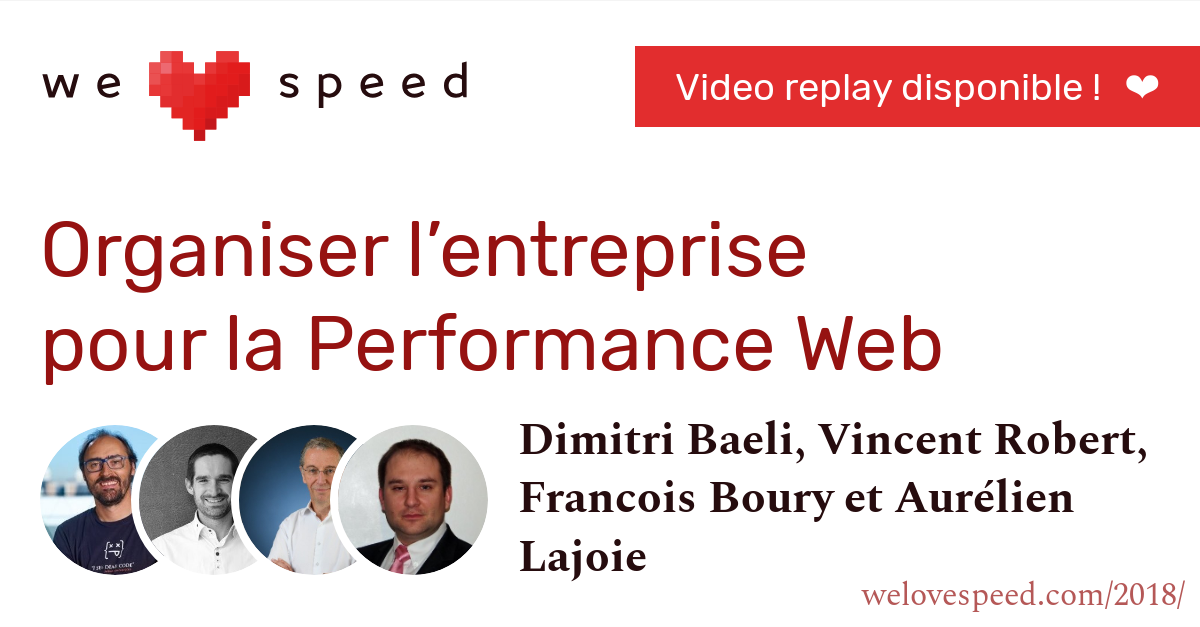 we ❤ speed
Video replay disponible ! ❤
Organiser l’entreprise
pour la Performance Web
Dimitri Baeli, Vincent Robert,
Francois Boury et Aurélien
Lajoie
welovespeed.com/2018/